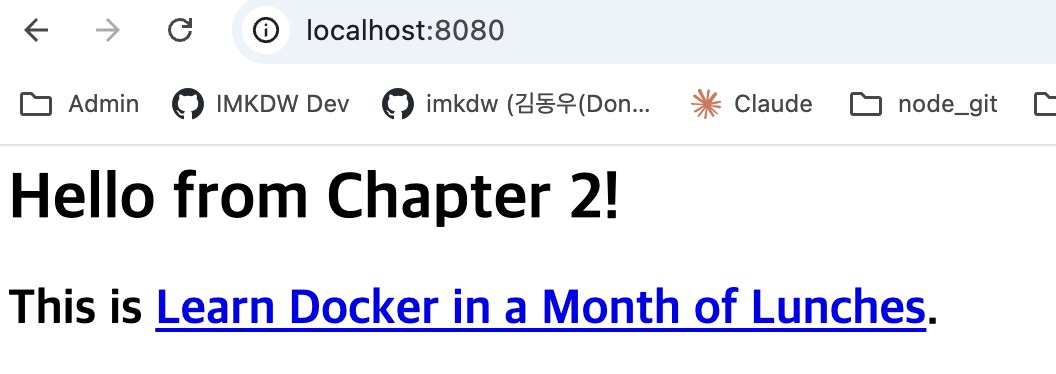 localhost:8080
Admin IMKDW Dev imkdw (김동우(Don... Claude node_git
Hello from Chapter 2!
This is Learn Docker in a Month of Lunches.